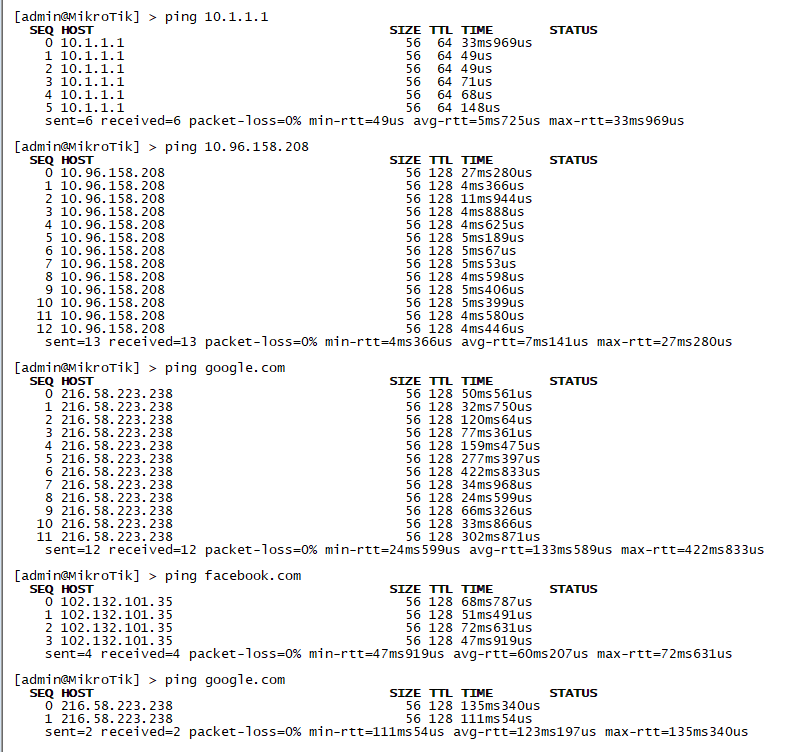 [admin@MikroTik] > ping 10.1.1.1
SEQ HOST SIZE TTL TIME STATUS
0 10.1.1.1 56 64 33ms969us
1 10.1.1.1 56 64 49us
2 10.1.1.1 56 64 49us
3 10.1.1.1 56 64 71us
4 10.1.1.1 56 64 68us
5 10.1.1.1 56 64 148us
sent=6 received=6 packet-loss=0% min-rtt=49us avg-rtt=5ms725us max-rtt=33ms969us
[admin@MikroTik] > ping 10.96.158.208
SEQ HOST SIZE TTL TIME STATUS
0 10.96.158.208 56 128 27ms280us
1 10.96.158.208 56 128 4ms366us
2 10.96.158.208 56 128 11ms944us
3 10.96.158.208 56 128 4ms888us
4 10.96.158.208 56 128 4ms625us
5 10.96.158.208 56 128 5ms189us
6 10.96.158.208 56 128 5ms67us
7 10.96.158.208 56 128 5ms53us
8 10.96.158.208 56 128 4ms598us
9 10.96.158.208 56 128 5ms406us
10 10.96.158.208 56 128 5ms399us
11 10.96.158.208 56 128 4ms580us
12 10.96.158.208 56 128 4ms446us
sent=13 received=13 packet-loss=0% min-rtt=4ms366us avg-rtt=7ms141us max-rtt=27ms280us
[admin@MikroTik] > ping google.com
SEQ HOST SIZE TTL TIME STATUS
0 216.58.223.238 56 128 50ms561us
1 216.58.223.238 56 128 32ms750us
2 216.58.223.238 56 128 120ms64us
3 216.58.223.238 56 128 77ms361us
4 216.58.223.238 56 128 159ms475us
5 216.58.223.238 56 128 277ms397us
6 216.58.223.238 56 128 422ms833us
7 216.58.223.238 56 128 34ms968us
8 216.58.223.238 56 128 24ms599us
9 216.58.223.238 56 128 66ms326us
10 216.58.223.238 56 128 33ms866us
11 216.58.223.238 56 128 302ms871us
sent=12 received=12 packet-loss=0% min-rtt=24ms599us avg-rtt=133ms589us max-rtt=422ms833us
[admin@MikroTik] > ping facebook.com
SEQ HOST SIZE TTL TIME STATUS
0 102.132.101.35 56 128 68ms787us
1 102.132.101.35 56 128 51ms491us
2 102.132.101.35 56 128 72ms631us
3 102.132.101.35 56 128 47ms919us
sent=4 received=4 packet-loss=0% min-rtt=47ms919us avg-rtt=60ms207us max-rtt=72ms631us
[admin@MikroTik] > ping google.com
SEQ HOST SIZE TTL TIME STATUS
0 216.58.223.238 56 128 135ms340us
1 216.58.223.238 56 128 111ms54us
sent=2 received=2 packet-loss=0% min-rtt=111ms54us avg-rtt=123ms197us max-rtt=135ms340us